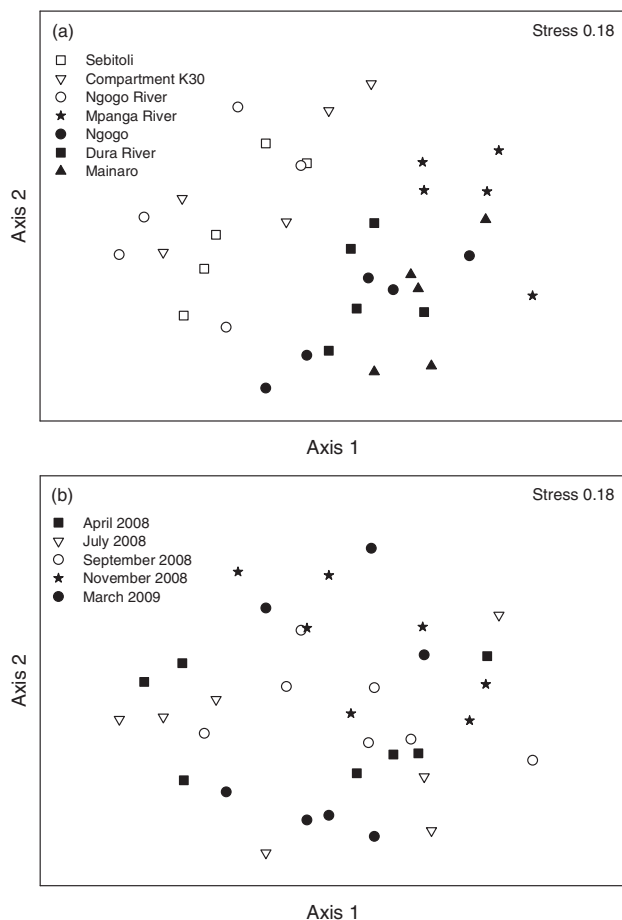 (a)
Stress 0.18
Sebitoli
Compartment K30
Ngogo River
Mpanga River
Ngogo
Dura River
Mainaro
Axis 2
Axis 1
(b)
Stress 0.18
April 2008
July 2008
September 2008
November 2008
March 2009
Axis 2
Axis 1